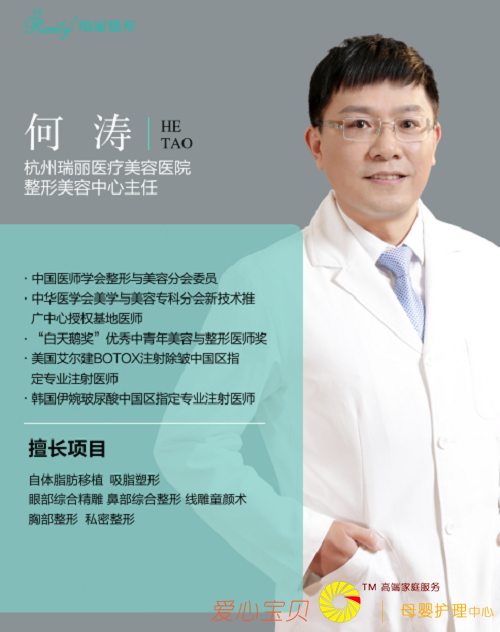 瑞丽整形
何 涛
HE
TAO
杭州瑞丽医疗美容医院
整形美容中心主任
·中国医师学会整形与美容分会委员
·中华医学会美学与美容专科分会新技术推
广中心授权基地医师
·“白天鹅奖”优秀中青年美容与整形医师奖
·美国艾尔建BOTOX注射除皱中国区指
定专业注射医师
·韩国伊婉玻尿酸中国区指定专业注射医师
擅长项目
自体脂肪移植 吸脂塑形
眼部综合精雕 鼻部综合整形 线雕童颜术
胸部整形 私密整形
爱心宝贝
TM 高端家庭服务
母婴护理中心